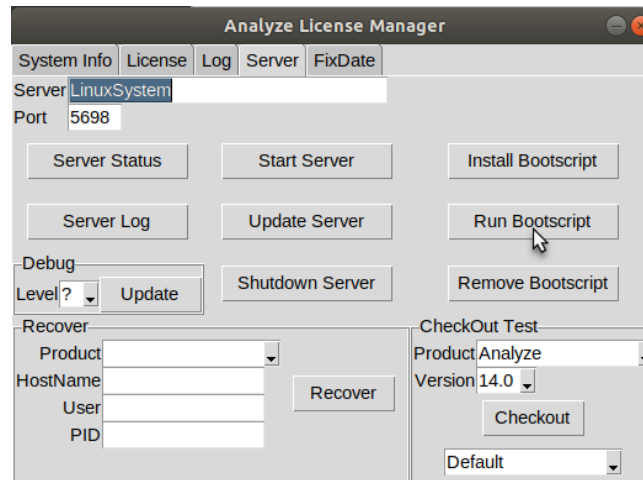 Analyze License Manager
System Info License Log Server FixDate
Server LinuxSystem
Port 5698
Server Status Start Server Install Bootscript
Server Log Update Server Run Bootscript
Debug
Level ? Update
Shutdown Server Remove Bootscript
Recover
Product
HostName
User
PID
Recover
CheckOut Test
Product Analyze
Version 14.0
Checkout
Default